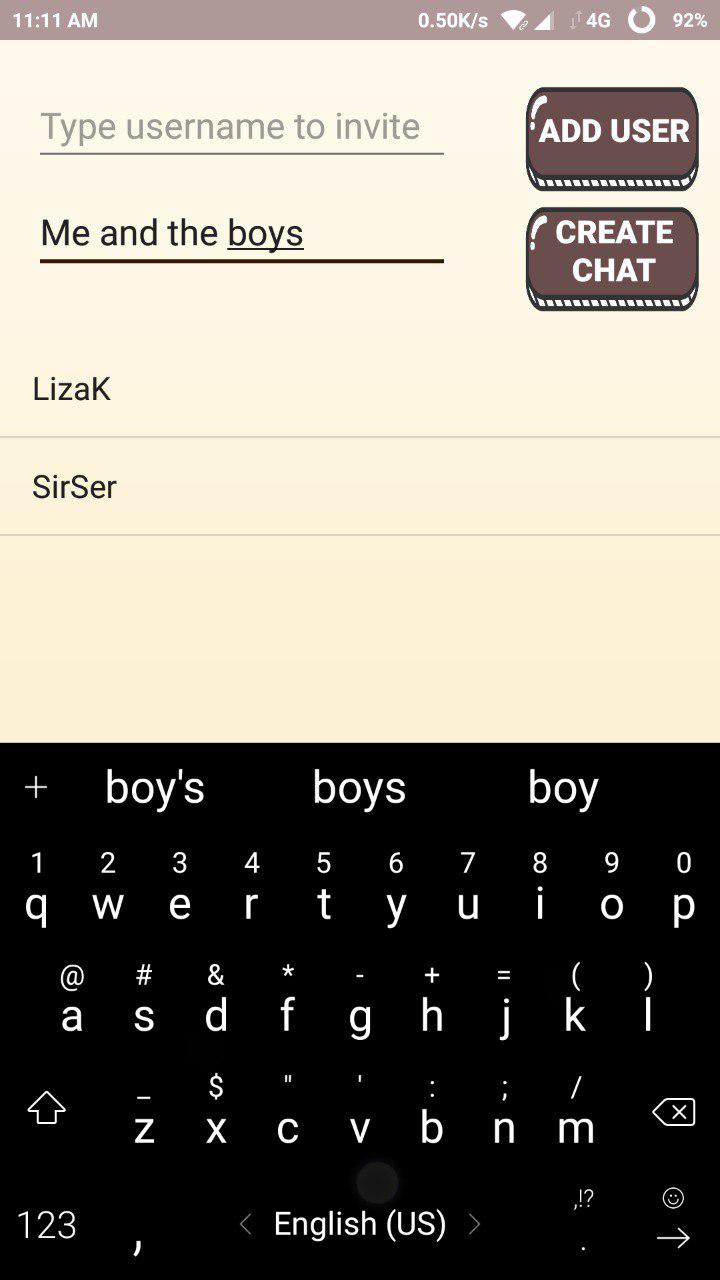 11:11 AM 0.50K/s 4G 92%
Type username to invite
ADD USER
Me and the boys
CREATE
CHAT
LizaK
SirSer
+ boy's boys boy
1 2 3 4 5 6 7 8 9 0
q w e r t y u i o p
@ # & * - + = ( )
a s d f g h j k l
_ $ " ' : ; /
z x c v b n m
,!?
123 , < English (US) > .